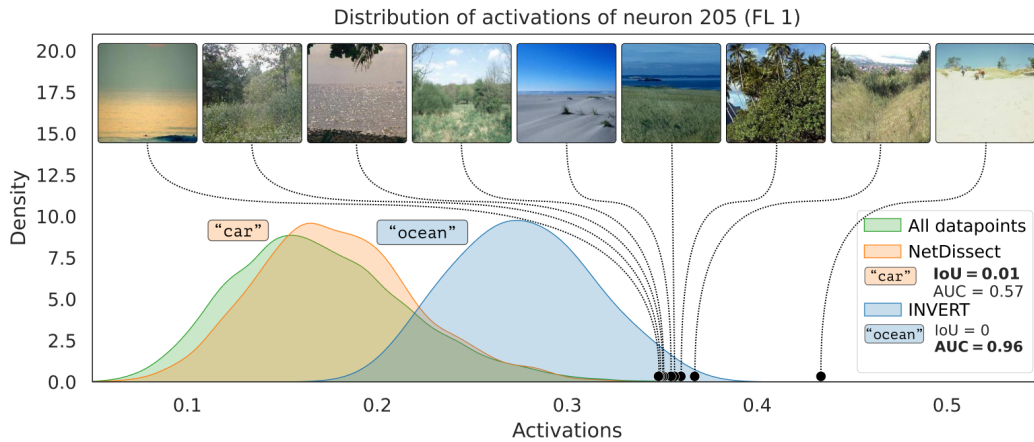 Distribution of activations of neuron 205 (FL 1)
20.0
17.5
15.0
12.5
10.0
7.5
5.0
2.5
0.0
Density
“car”
“ocean”
All datapoints
NetDissect
“car” IoU = 0.01
AUC = 0.57
INVERT
“ocean” IoU = 0
AUC = 0.96
0.1 0.2 0.3 0.4 0.5
Activations